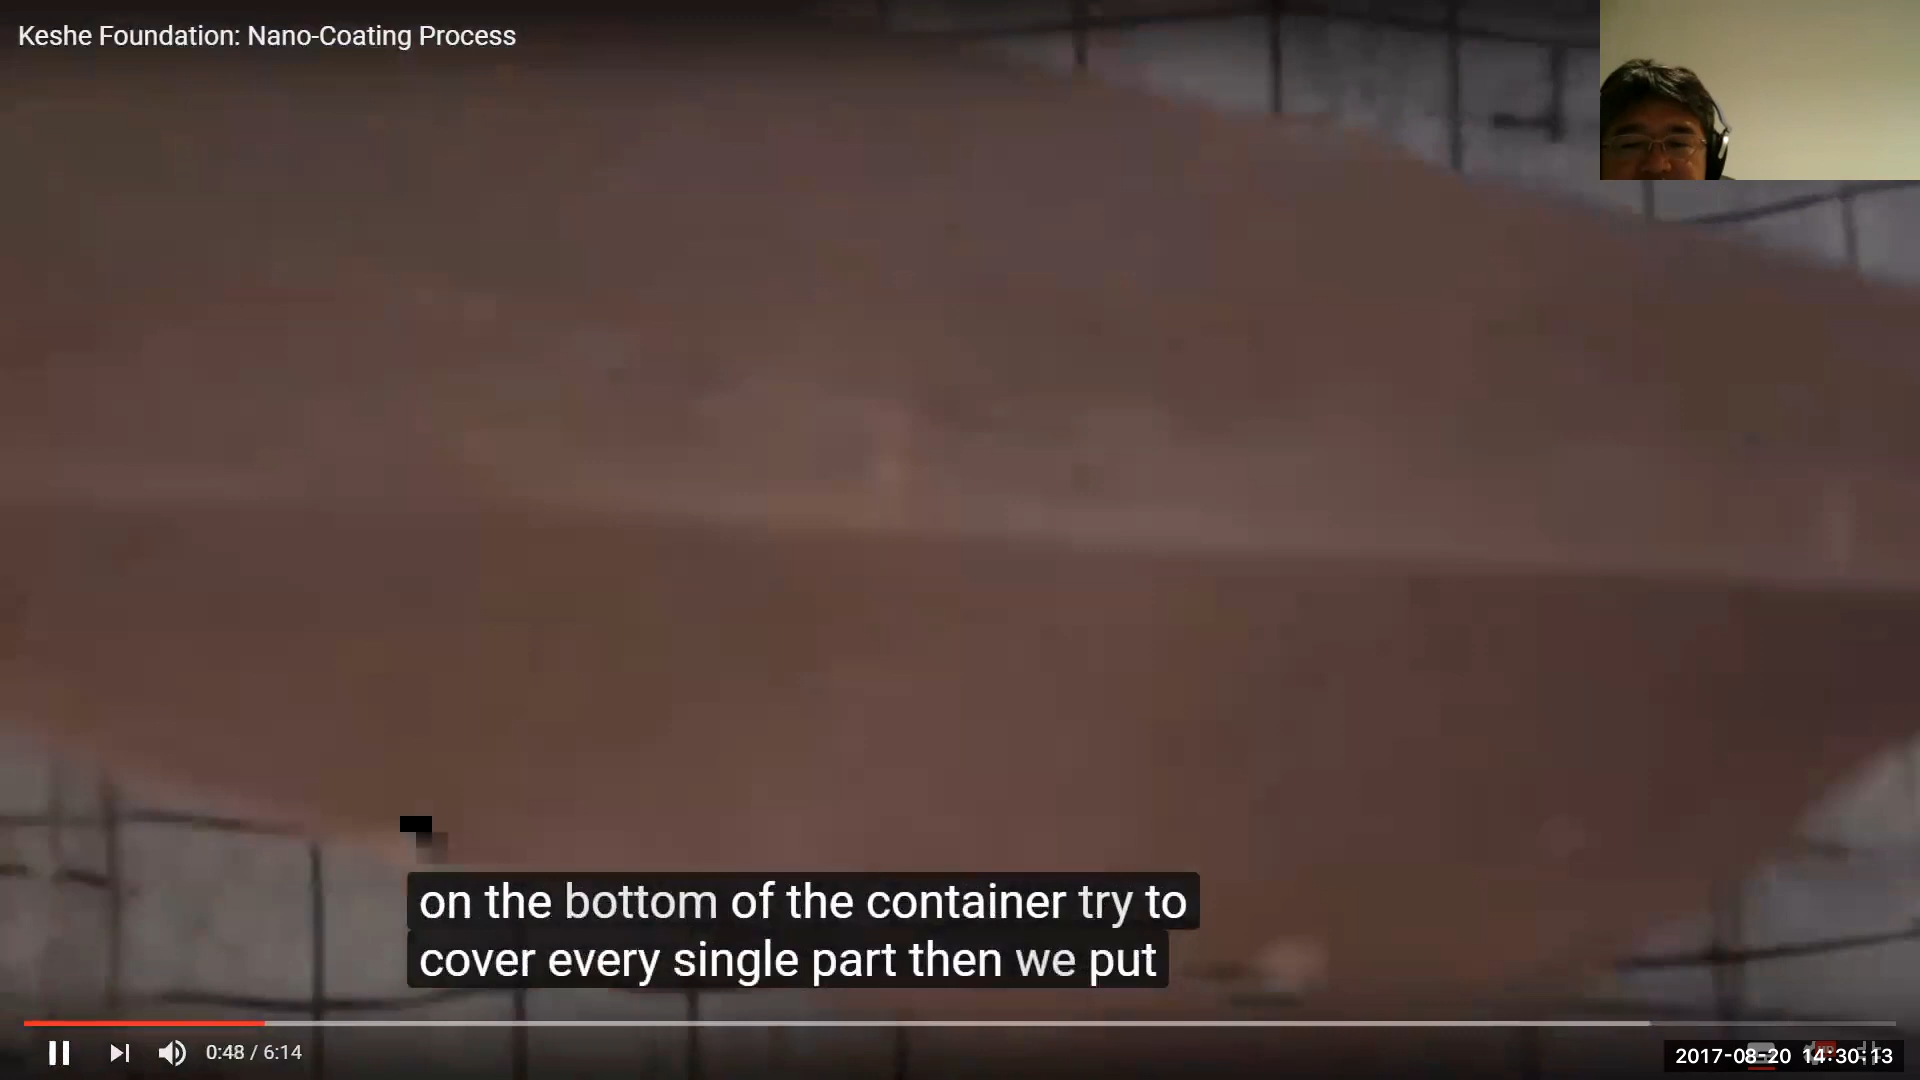 Keshe Foundation: Nano-Coating Process
on the bottom of the container try to
cover every single part then we put
0:48 / 6:14
2017-08-20 14:30:13